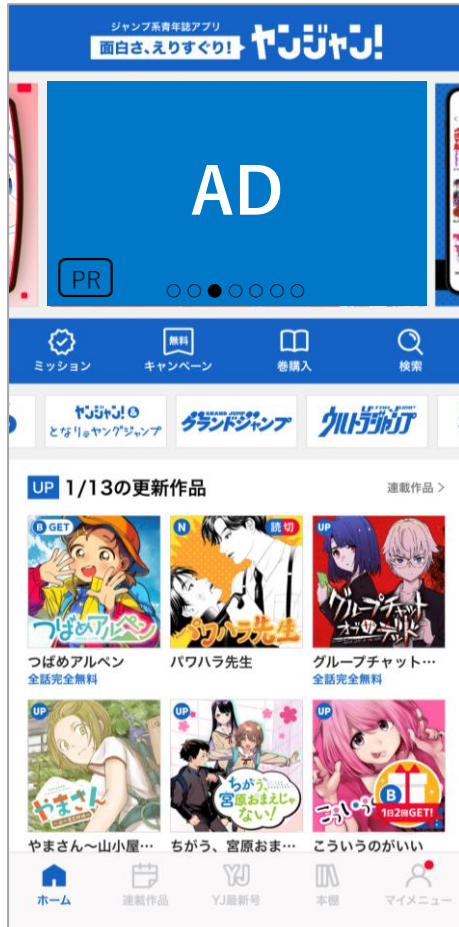 ジャンプ系青年誌アプリ
面白さ、えりすぐり! ヤンジャン!
AD
PR
ミッション
無料
キャンペーン
巻購入
検索
ヤンジャン! &
となりのヤングジャンプ
GRAND JUMP
グランドジャンプ
ウルトラジャンプ
UP 1/13の更新作品
連載作品 >
B GET
つばめアルペン
N 読切
パワハラ先生
UP
グループチャット
オブザデッド
つばめアルペン
全話完全無料
パワハラ先生
グループチャット…
全話完全無料
UP
やまさん
UP
ちがう、
宮原おまえじゃ
ない!
UP
こういうの
B
1日2回GET!
やまさん〜山小屋…
ちがう、宮原おま…
こういうのがいい
ホーム
連載作品
YJ
YJ最新号
本棚
マイメニュー